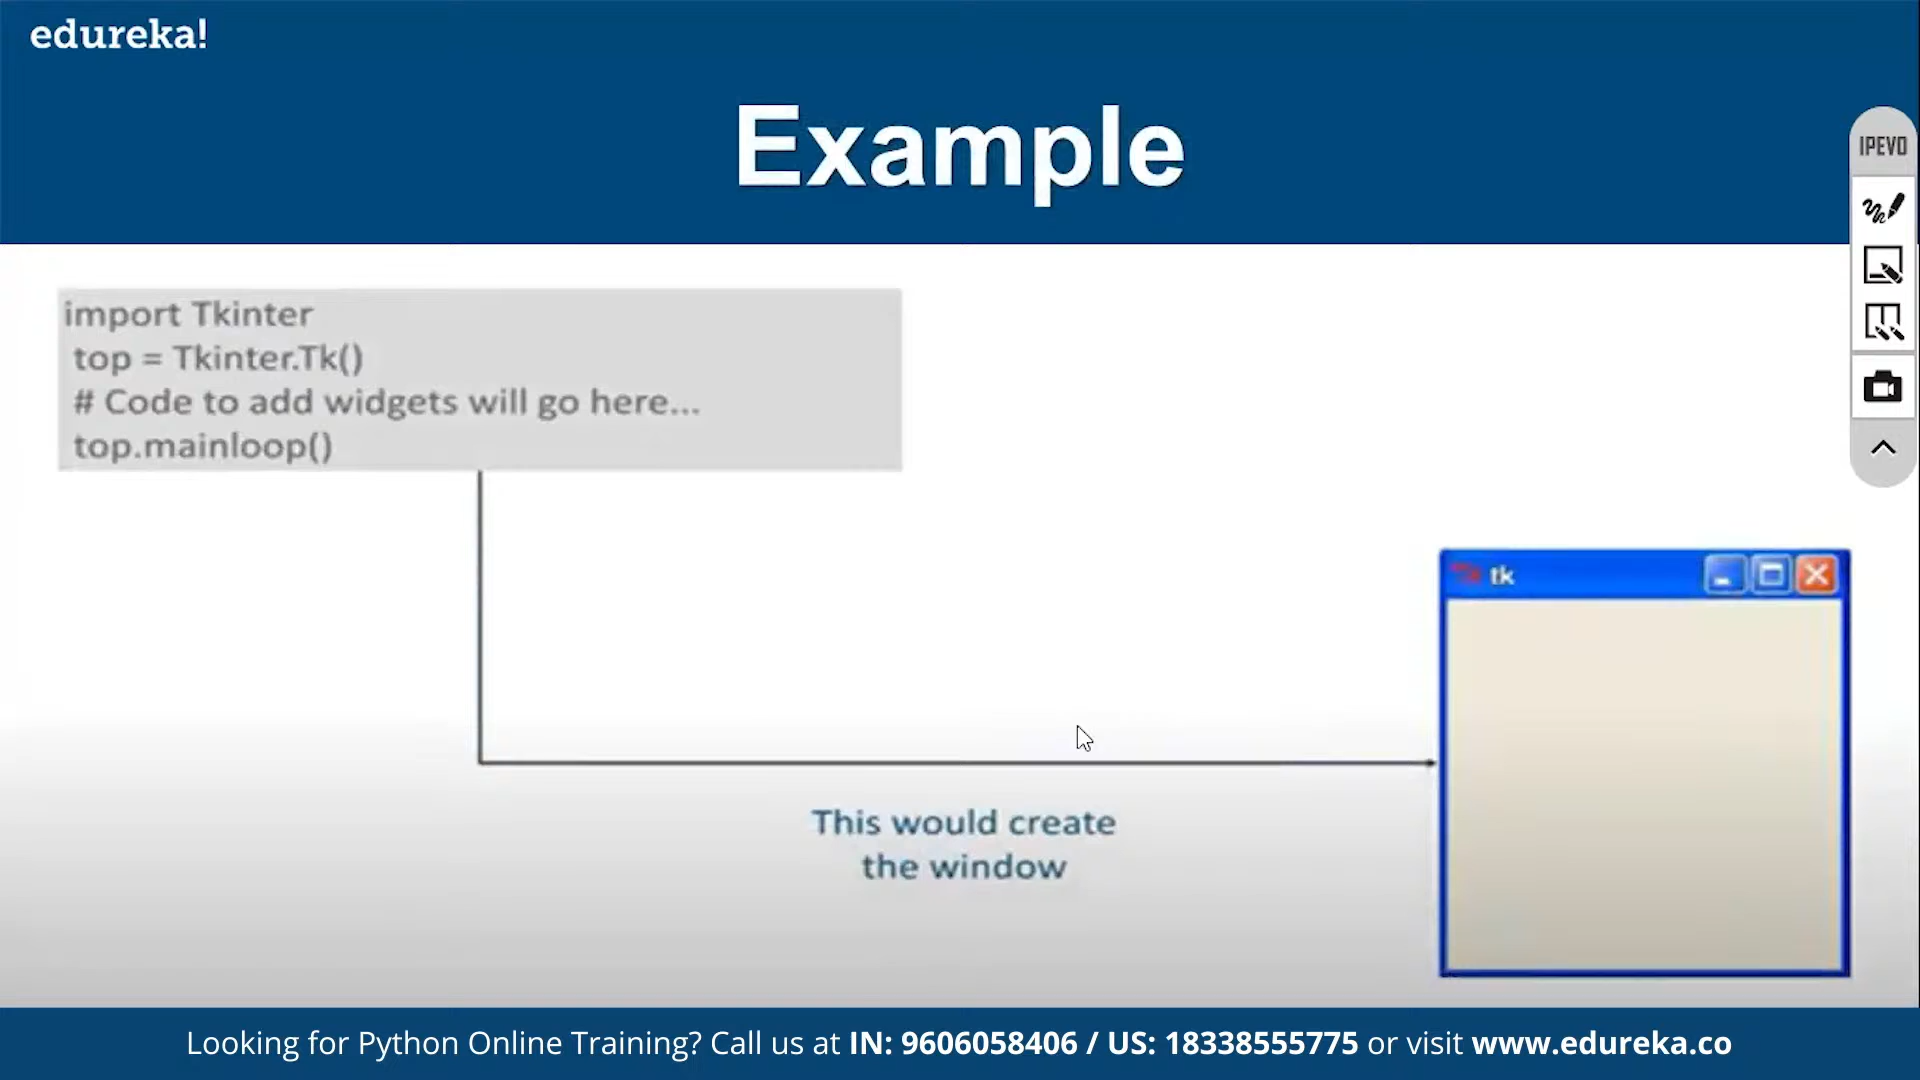 edureka!
Example
IPEVO
import Tkinter
top = Tkinter.Tk()
# Code to add widgets will go here...
top.mainloop()
tk
This would create
the window
Looking for Python Online Training? Call us at IN: 9606058406 / US: 18338555775 or visit www.edureka.co